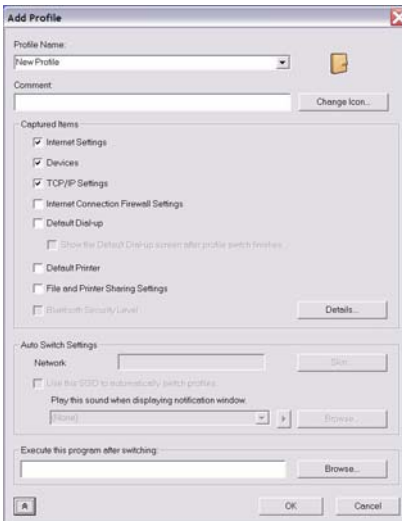 Add Profile
Profile Name:
New Profile
Comment:
Change Icon...
Captured Items
Internet Settings
Devices
TCP/IP Settings
Internet Connection Firewall Settings
Default Dial-up
Show the Default Dial-up screen after profile switch finishes.
Default Printer
File and Printer Sharing Settings
Bluetooth Security Level
Details...
Auto Switch Settings
Network
Use this SSID to automatically switch profiles.
Play this sound when displaying notification window.
(None)
Browse...
Execute this program after switching:
Browse...
OK
Cancel